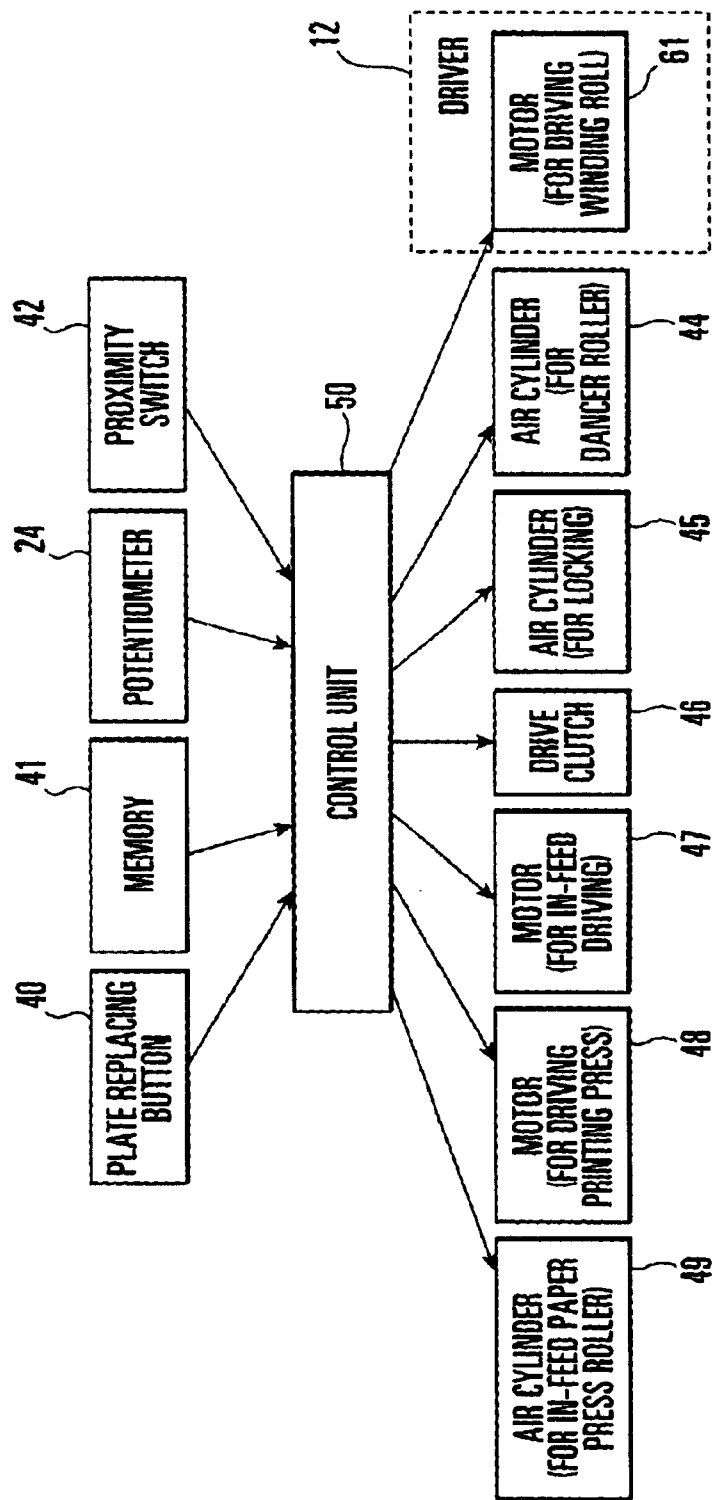 40
PLATE REPLACING
BUTTON
41
MEMORY
24
POTENTIOMETER
42
PROXIMITY
SWITCH
50
CONTROL UNIT
12
DRIVER
AIR CYLINDER
(FOR IN-FEED PAPER
PRESS ROLLER)
49
MOTOR
(FOR DRIVING
PRINTING PRESS)
48
MOTOR
(FOR IN-FEED
DRIVING)
47
DRIVE
CLUTCH
46
AIR CYLINDER
(FOR LOCKING)
45
AIR CYLINDER
(FOR
DANCER ROLLER)
44
MOTOR
(FOR DRIVING
WINDING ROLL)
61